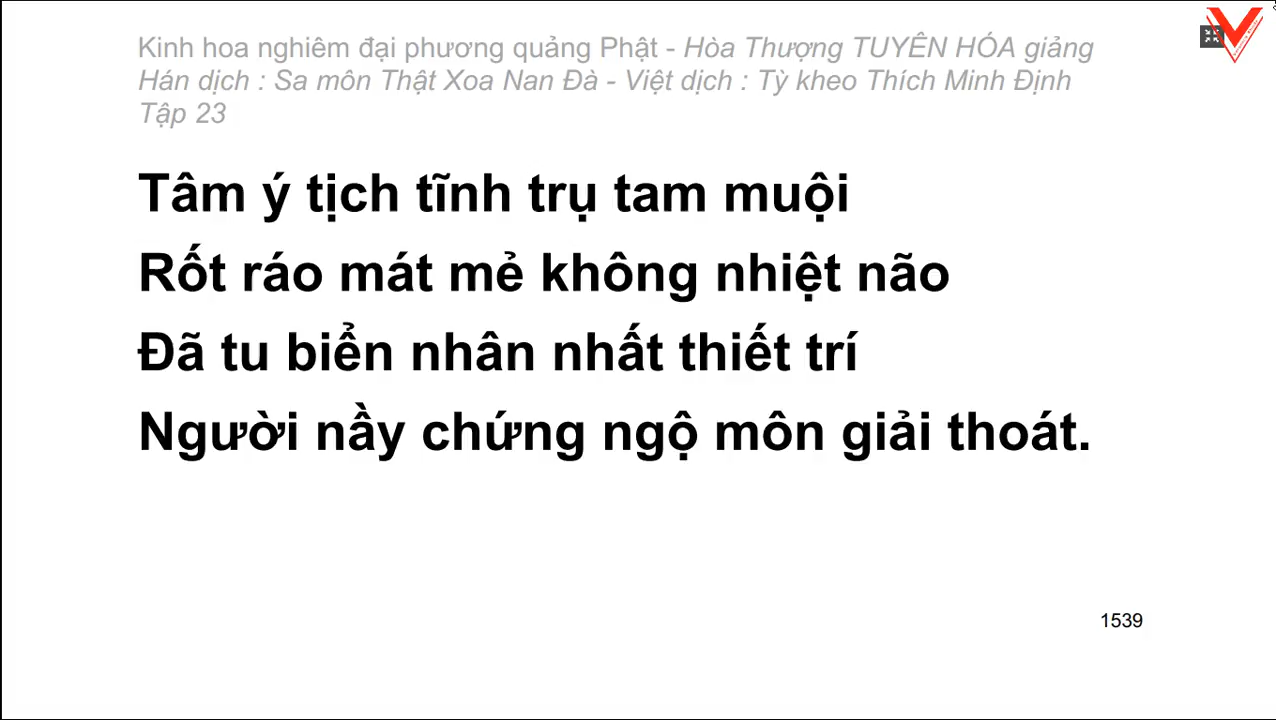 Kinh hoa nghiêm đại phương quảng Phật - Hòa Thượng TUYÊN HÓA giảng
Hán dịch : Sa môn Thật Xoa Nan Đà - Việt dịch : Tỳ kheo Thích Minh Định
Tập 23
Tâm ý tịch tĩnh trụ tam muội
Rốt ráo mát mẻ không nhiệt não
Đã tu biển nhân nhất thiết trí
Người nầy chứng ngộ môn giải thoát.
1539